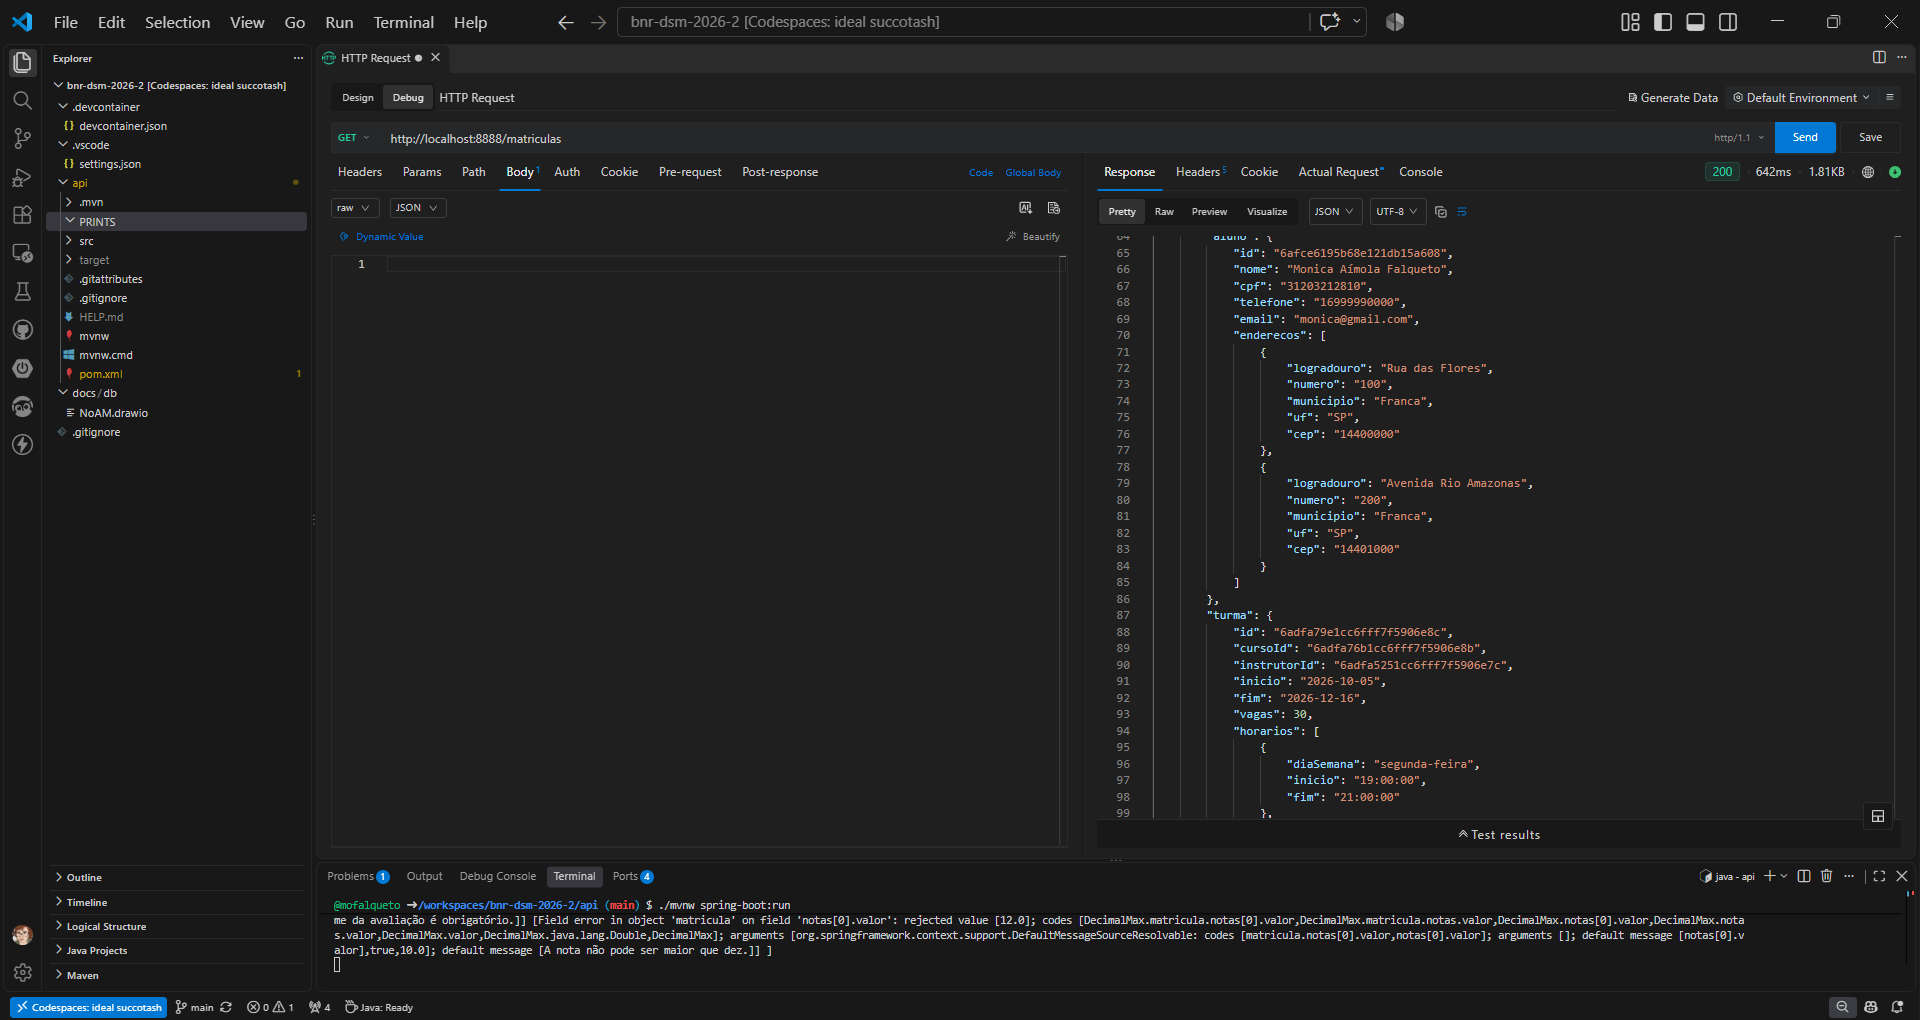 File Edit Selection View Go Run Terminal Help
bnr-dsm-2026-2 [Codespaces: ideal succotash]
Explorer
bnr-dsm-2026-2 [Codespaces: ideal succotash]
.devcontainer
devcontainer.json
.vscode
settings.json
api
.mvn
PRINTS
src
target
.gitattributes
.gitignore
HELP.md
mvnw
mvnw.cmd
pom.xml 1
docs / db
NoAM.drawio
.gitignore
Outline
Timeline
Logical Structure
Java Projects
Maven
HTTP Request
Design Debug HTTP Request
Generate Data Default Environment
GET http://localhost:8888/matriculas http/1.1 Send Save
Headers Params Path Body 1 Auth Cookie Pre-request Post-response Code Global Body
raw JSON
Dynamic Value Beautify
1
Response Headers 5 Cookie Actual Request Console 200 642ms 1.81KB
Pretty Raw Preview Visualize JSON UTF-8
64 "aluno": {
65 "id": "6afce6195b68e121db15a608",
66 "nome": "Monica Aímola Falqueto",
67 "cpf": "31203212810",
68 "telefone": "16999990000",
69 "email": "monica@gmail.com",
70 "enderecos": [
71 {
72 "logradouro": "Rua das Flores",
73 "numero": "100",
74 "municipio": "Franca",
75 "uf": "SP",
76 "cep": "14400000"
77 },
78 {
79 "logradouro": "Avenida Rio Amazonas",
80 "numero": "200",
81 "municipio": "Franca",
82 "uf": "SP",
83 "cep": "14401000"
84 }
85 ]
86 },
87 "turma": {
88 "id": "6adfa79e1cc6fff7f5906e8c",
89 "cursoId": "6adfa76b1cc6fff7f5906e8b",
90 "instrutorId": "6adfa5251cc6fff7f5906e7c",
91 "inicio": "2026-10-05",
92 "fim": "2026-12-16",
93 "vagas": 30,
94 "horarios": [
95 {
96 "diaSemana": "segunda-feira",
97 "inicio": "19:00:00",
98 "fim": "21:00:00"
99 },
Test results
Problems 1 Output Debug Console Terminal Ports 4
java - api
@mofalqueto →/workspaces/bnr-dsm-2026-2/api (main) $ ./mvnw spring-boot:run
me da avaliação é obrigatório.]] [Field error in object 'matricula' on field 'notas[0].valor': rejected value [12.0]; codes [DecimalMax.matricula.notas[0].valor,DecimalMax.matricula.notas.valor,DecimalMax.notas[0].valor,DecimalMax.nota
s.valor,DecimalMax.valor,DecimalMax.java.lang.Double,DecimalMax]; arguments [org.springframework.context.support.DefaultMessageSourceResolvable: codes [matricula.notas[0].valor,notas[0].valor]; arguments []; default message [notas[0].v
alor],true,10.0]; default message [A nota não pode ser maior que dez.]] ]
Codespaces: ideal succotash main 0 1 4 Java: Ready